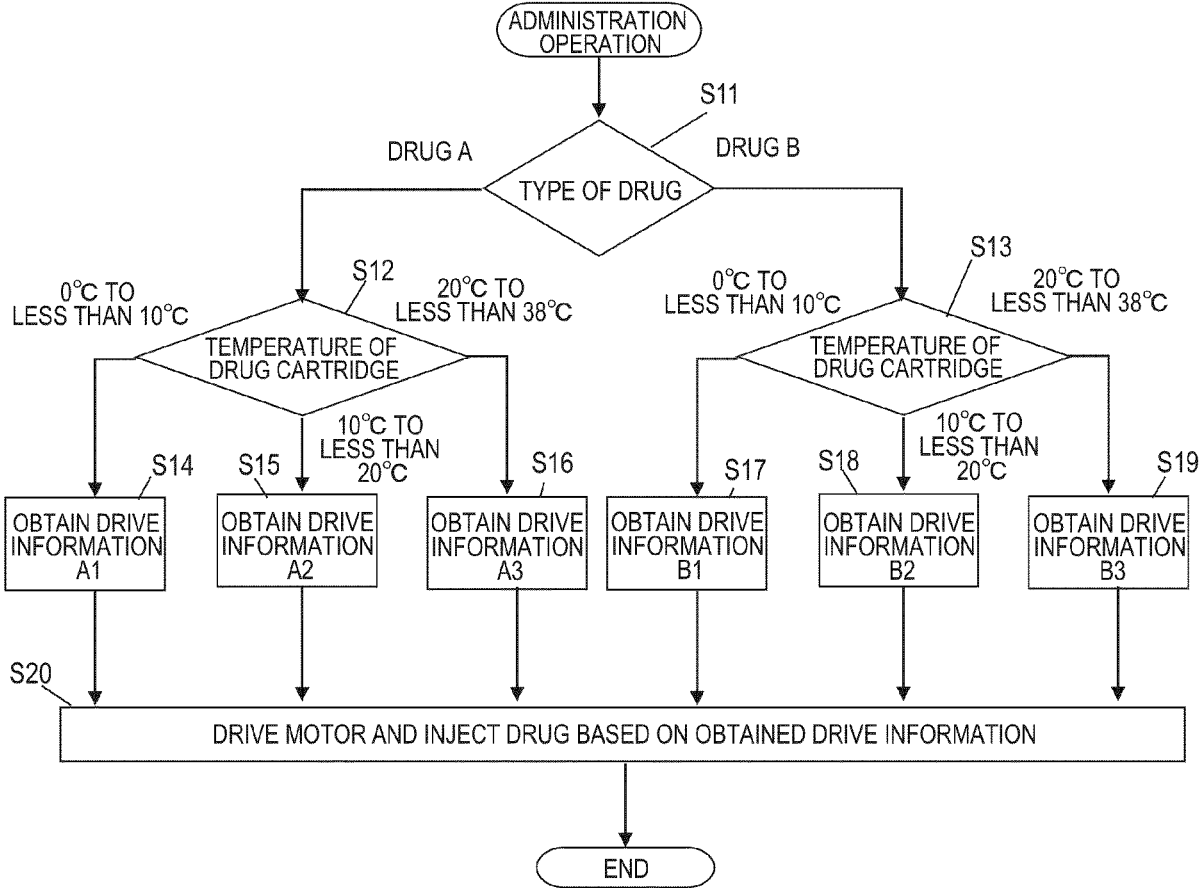 ADMINISTRATION
OPERATION
S11
DRUG A
DRUG B
TYPE OF DRUG
S12
0°C TO
LESS THAN 10°C
20°C TO
LESS THAN 38°C
TEMPERATURE OF
DRUG CARTRIDGE
10°C TO
LESS THAN
20°C
S13
0°C TO
LESS THAN 10°C
20°C TO
LESS THAN 38°C
TEMPERATURE OF
DRUG CARTRIDGE
10°C TO
LESS THAN
20°C
S14
OBTAIN DRIVE
INFORMATION
A1
S15
OBTAIN DRIVE
INFORMATION
A2
S16
OBTAIN DRIVE
INFORMATION
A3
S17
OBTAIN DRIVE
INFORMATION
B1
S18
OBTAIN DRIVE
INFORMATION
B2
S19
OBTAIN DRIVE
INFORMATION
B3
S20
DRIVE MOTOR AND INJECT DRUG BASED ON OBTAINED DRIVE INFORMATION
END